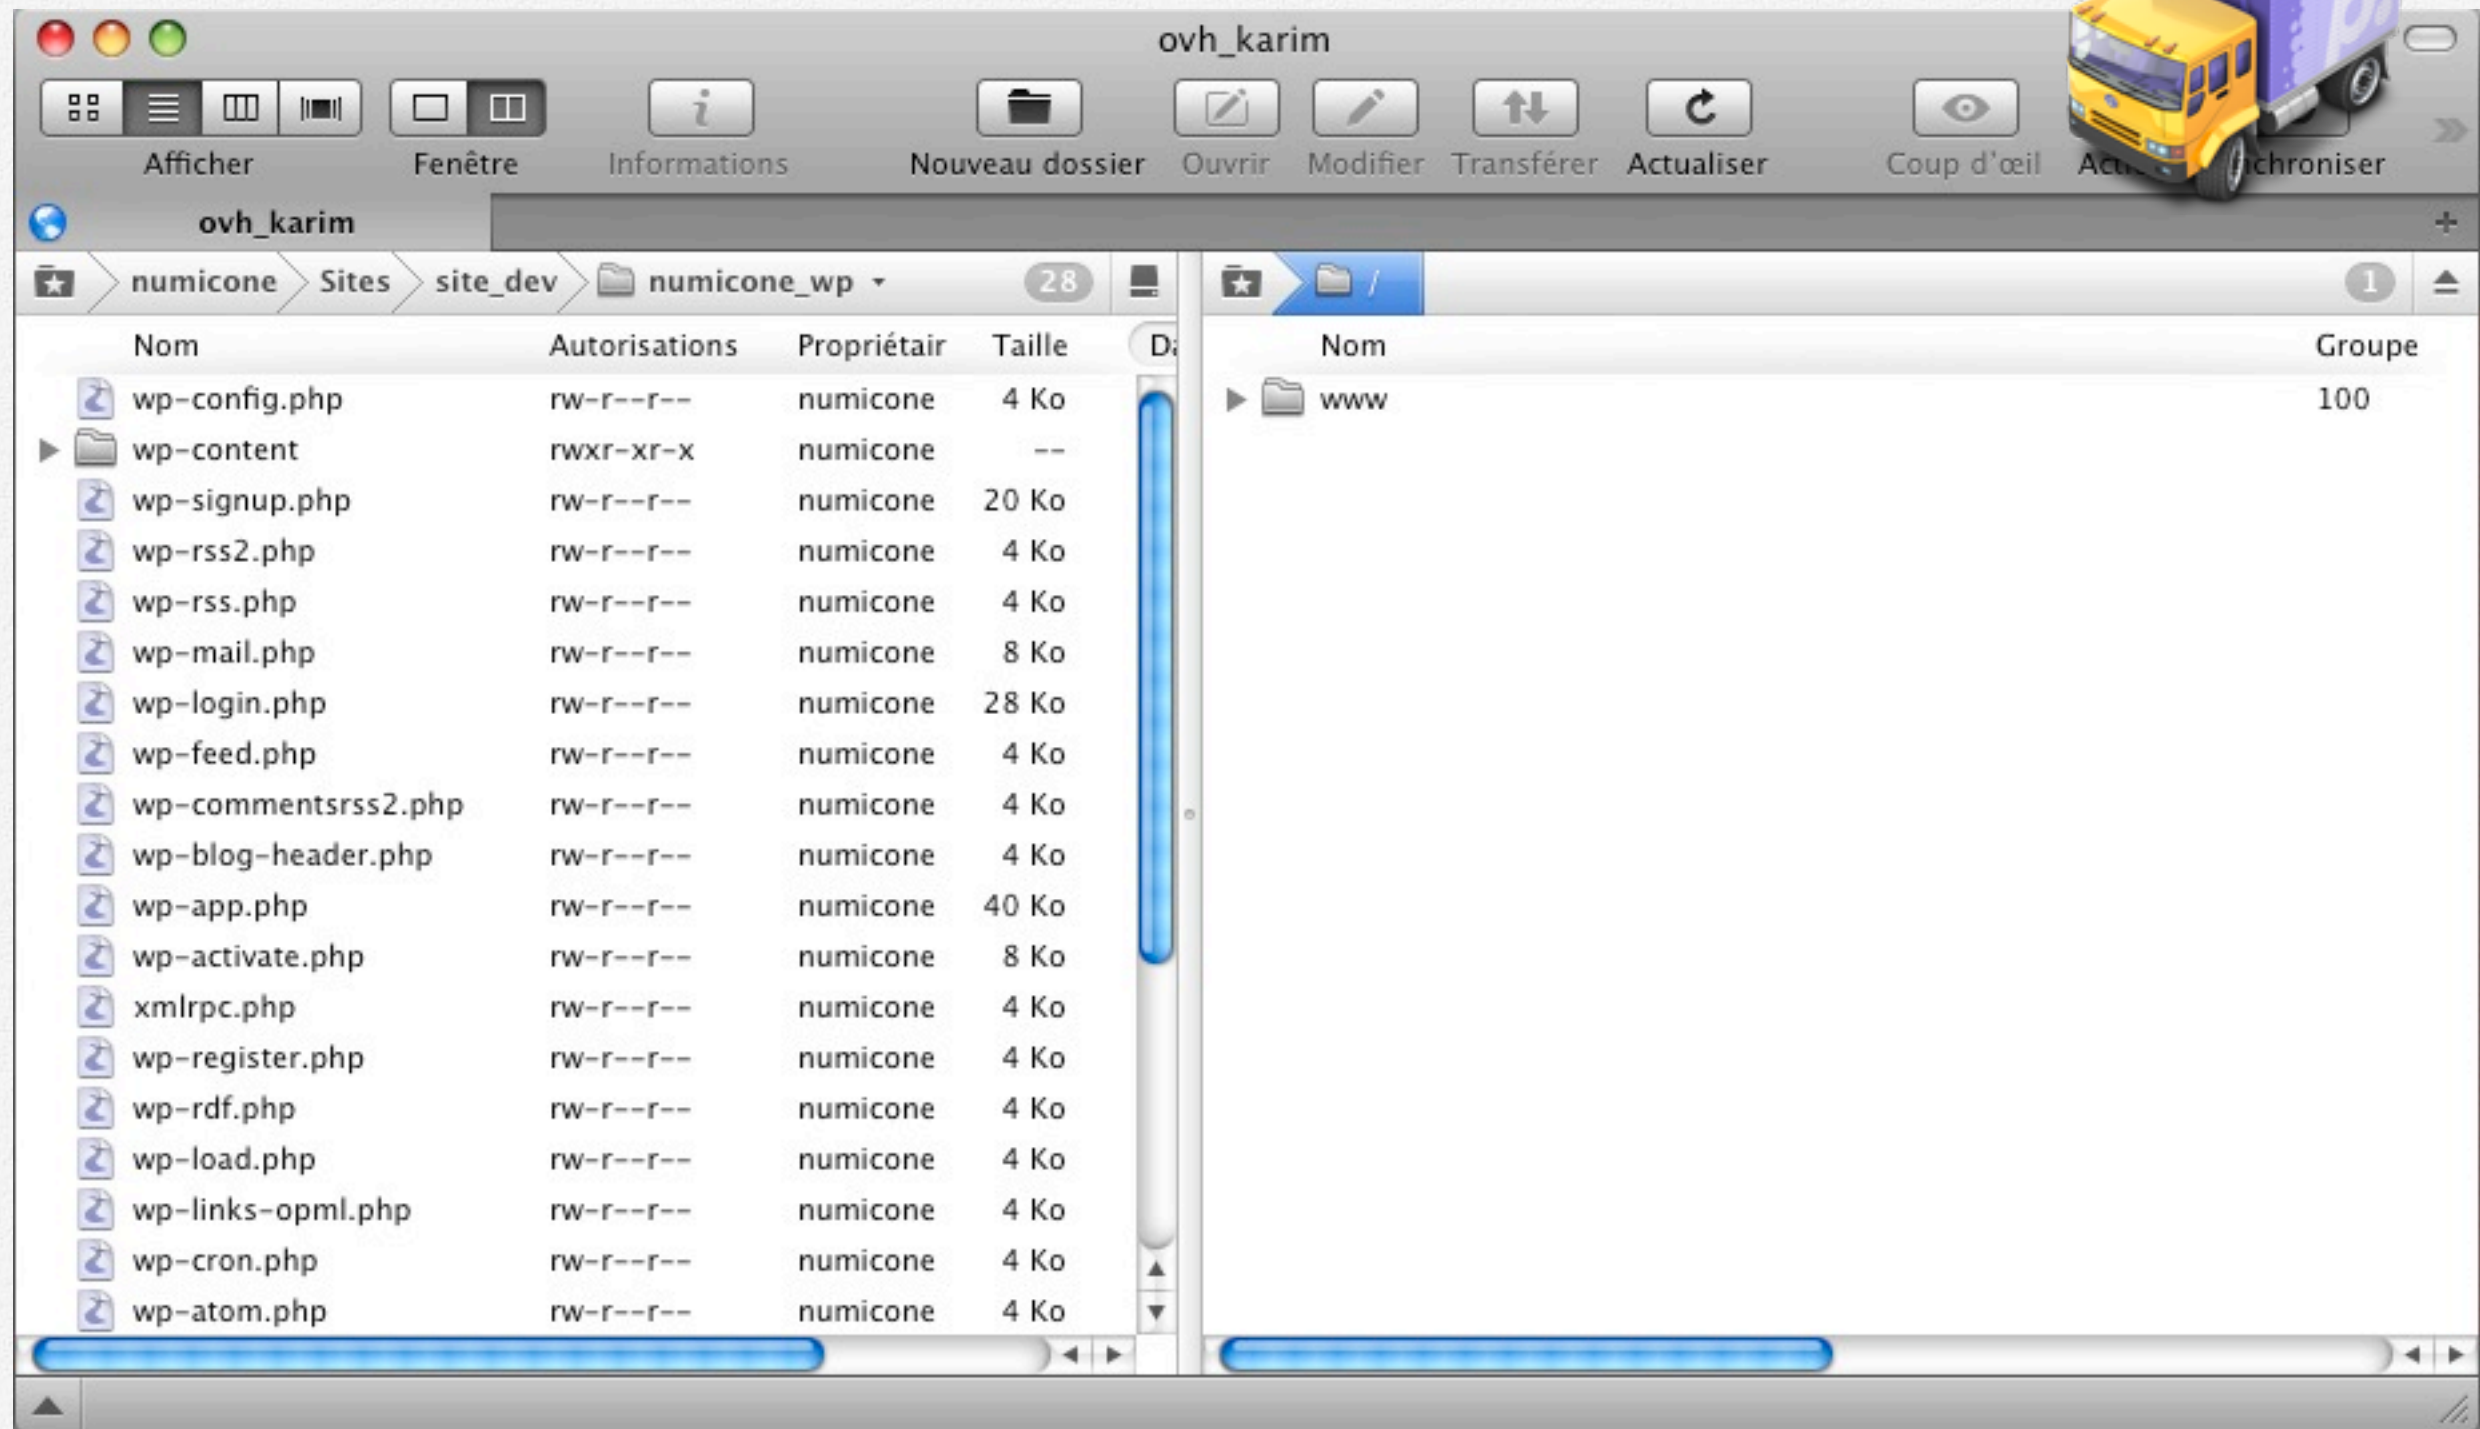 ovh_karim
Afficher Fenêtre Informations Nouveau dossier Ouvrir Modifier Transférer Actualiser Coup d'œil
ovh_karim
numicone Sites site_dev numicone_wp 28
Nom Autorisations Propriétair Taille
wp-config.php rw-r--r-- numicone 4 Ko
wp-content rwxr-xr-x numicone --
wp-signup.php rw-r--r-- numicone 20 Ko
wp-rss2.php rw-r--r-- numicone 4 Ko
wp-rss.php rw-r--r-- numicone 4 Ko
wp-mail.php rw-r--r-- numicone 8 Ko
wp-login.php rw-r--r-- numicone 28 Ko
wp-feed.php rw-r--r-- numicone 4 Ko
wp-commentsrss2.php rw-r--r-- numicone 4 Ko
wp-blog-header.php rw-r--r-- numicone 4 Ko
wp-app.php rw-r--r-- numicone 40 Ko
wp-activate.php rw-r--r-- numicone 8 Ko
xmlrpc.php rw-r--r-- numicone 4 Ko
wp-register.php rw-r--r-- numicone 4 Ko
wp-rdf.php rw-r--r-- numicone 4 Ko
wp-load.php rw-r--r-- numicone 4 Ko
wp-links-opml.php rw-r--r-- numicone 4 Ko
wp-cron.php rw-r--r-- numicone 4 Ko
wp-atom.php rw-r--r-- numicone 4 Ko
/ 1
Nom Groupe
www 100